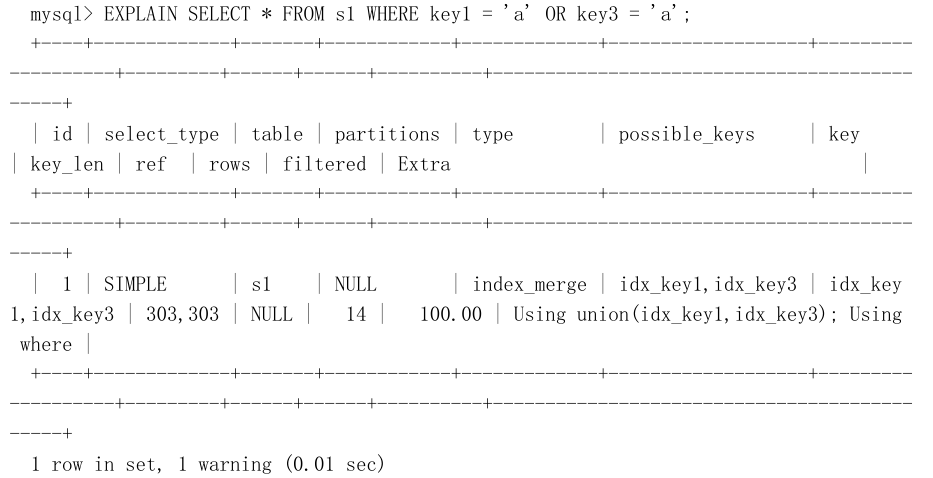 mysql> EXPLAIN SELECT * FROM s1 WHERE key1 = 'a' OR key3 = 'a';
+----+-------------+-------+------------+-------------+-------------------+---------
----------+---------+------+------+----------+---------------------------------------
-----+
| id | select_type | table | partitions | type        | possible_keys     | key
| key_len | ref  | rows | filtered | Extra                                       |
+----+-------------+-------+------------+-------------+-------------------+---------
----------+---------+------+------+----------+---------------------------------------
-----+
|  1 | SIMPLE      | s1    | NULL       | index_merge | idx_key1,idx_key3 | idx_key
1,idx_key3 | 303,303 | NULL |   14 |   100.00 | Using union(idx_key1,idx_key3); Using
where |
+----+-------------+-------+------------+-------------+-------------------+---------
----------+---------+------+------+----------+---------------------------------------
-----+
1 row in set, 1 warning (0.01 sec)